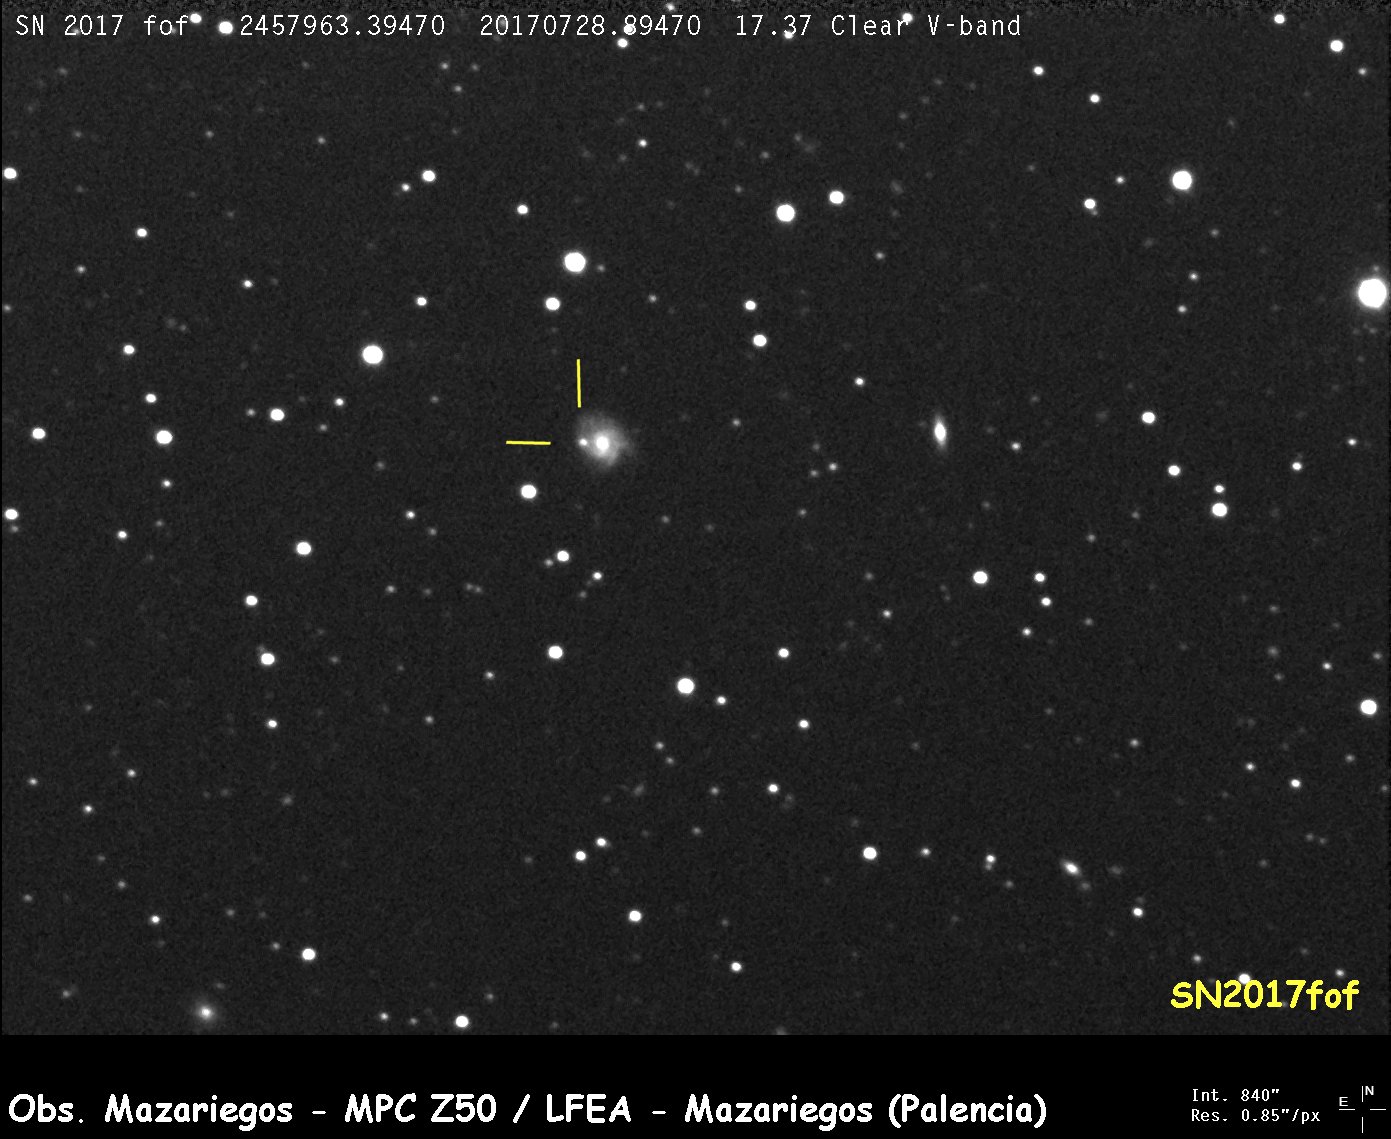 SN 2017 fof 2457963.39470 20170728.89470 17.37 Clear V-band
SN2017fof
Obs. Mazariegos - MPC Z50 / LFEA - Mazariegos (Palencia)
Int. 840"
Res. 0.85"/px
N
E